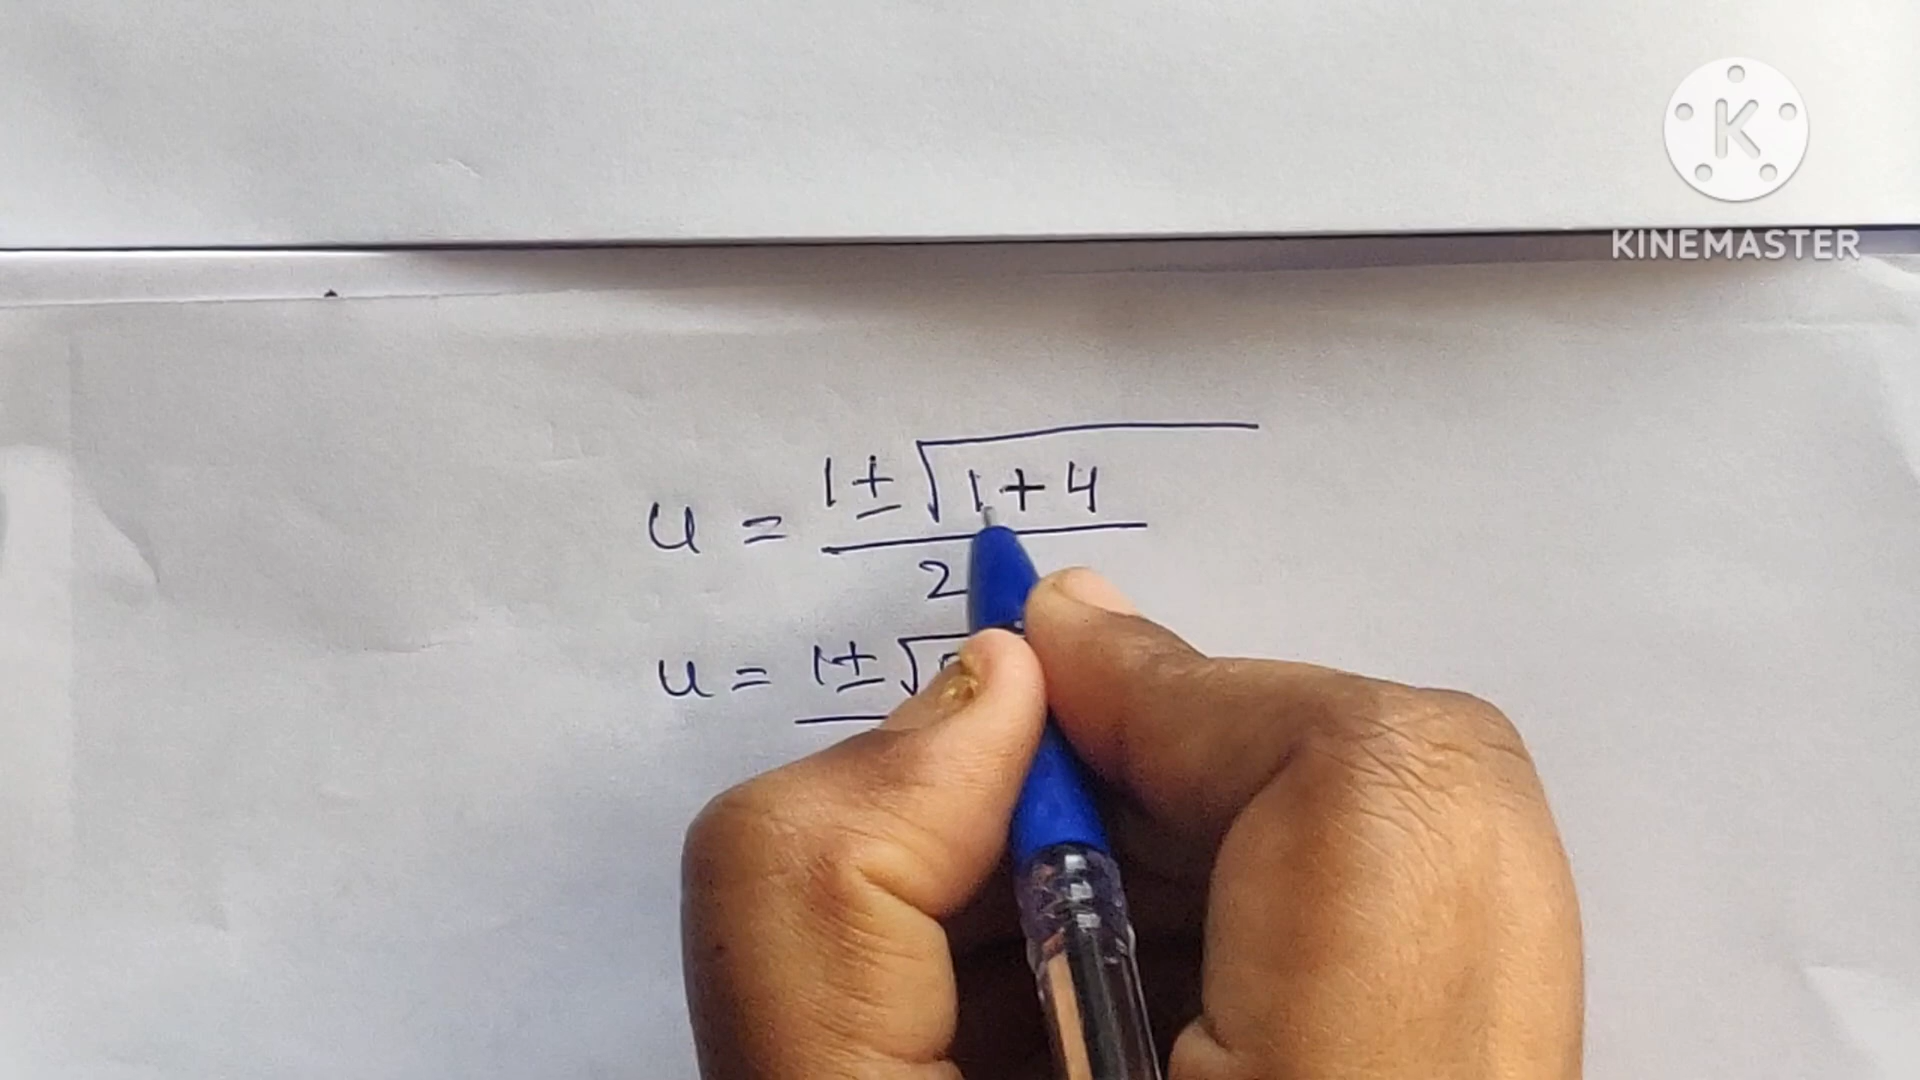 K
KINEMASTER
u = 1 ± √1 + 4
2
u = 1 ± √